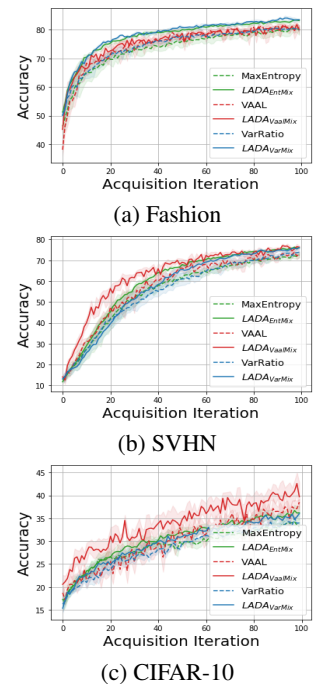 80
70
60
50
40
Accuracy
MaxEntropy
LADA_EntMix
VAAL
LADA_VaalMix
VarRatio
LADA_VarMix
0 20 40 60 80 100
Acquisition Iteration
(a) Fashion
80
70
60
50
40
30
20
10
Accuracy
MaxEntropy
LADA_EntMix
VAAL
LADA_VaalMix
VarRatio
LADA_VarMix
0 20 40 60 80 100
Acquisition Iteration
(b) SVHN
45
40
35
30
25
20
15
Accuracy
MaxEntropy
LADA_EntMix
VAAL
LADA_VaalMix
VarRatio
LADA_VarMix
0 20 40 60 80 100
Acquisition Iteration
(c) CIFAR-10